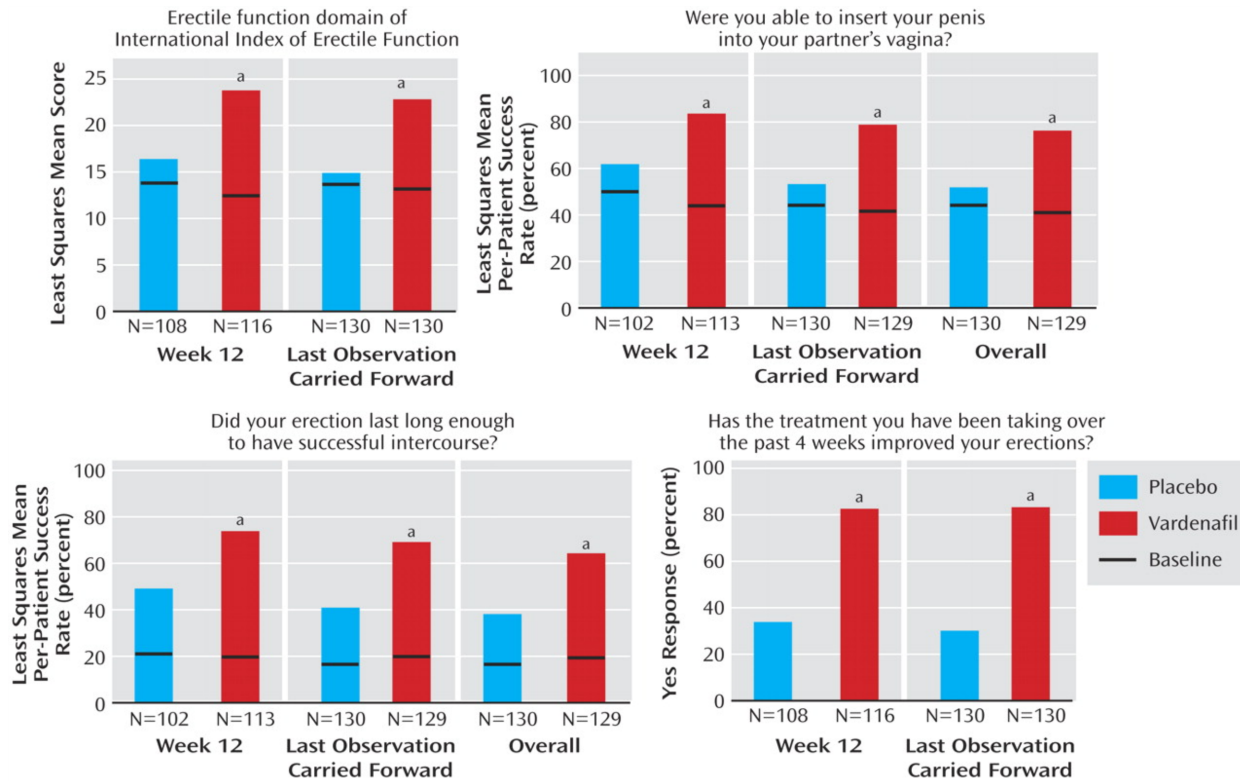 Erectile function domain of
International Index of Erectile Function
Least Squares Mean Score
25
20
15
10
5
0
a
a
N=108 N=116 N=130 N=130
Week 12 Last Observation
Carried Forward
Were you able to insert your penis
into your partner's vagina?
Least Squares Mean
Per-Patient Success
Rate (percent)
100
80
60
40
20
0
a
a
a
N=102 N=113 N=130 N=129 N=130 N=129
Week 12 Last Observation Overall
Carried Forward
Did your erection last long enough
to have successful intercourse?
Least Squares Mean
Per-Patient Success
Rate (percent)
100
80
60
40
20
0
a
a
a
N=102 N=113 N=130 N=129 N=130 N=129
Week 12 Last Observation Overall
Carried Forward
Has the treatment you have been taking over
the past 4 weeks improved your erections?
Yes Response (percent)
100
80
60
40
20
0
a
a
N=108 N=116 N=130 N=130
Week 12 Last Observation
Carried Forward
Placebo
Vardenafil
Baseline